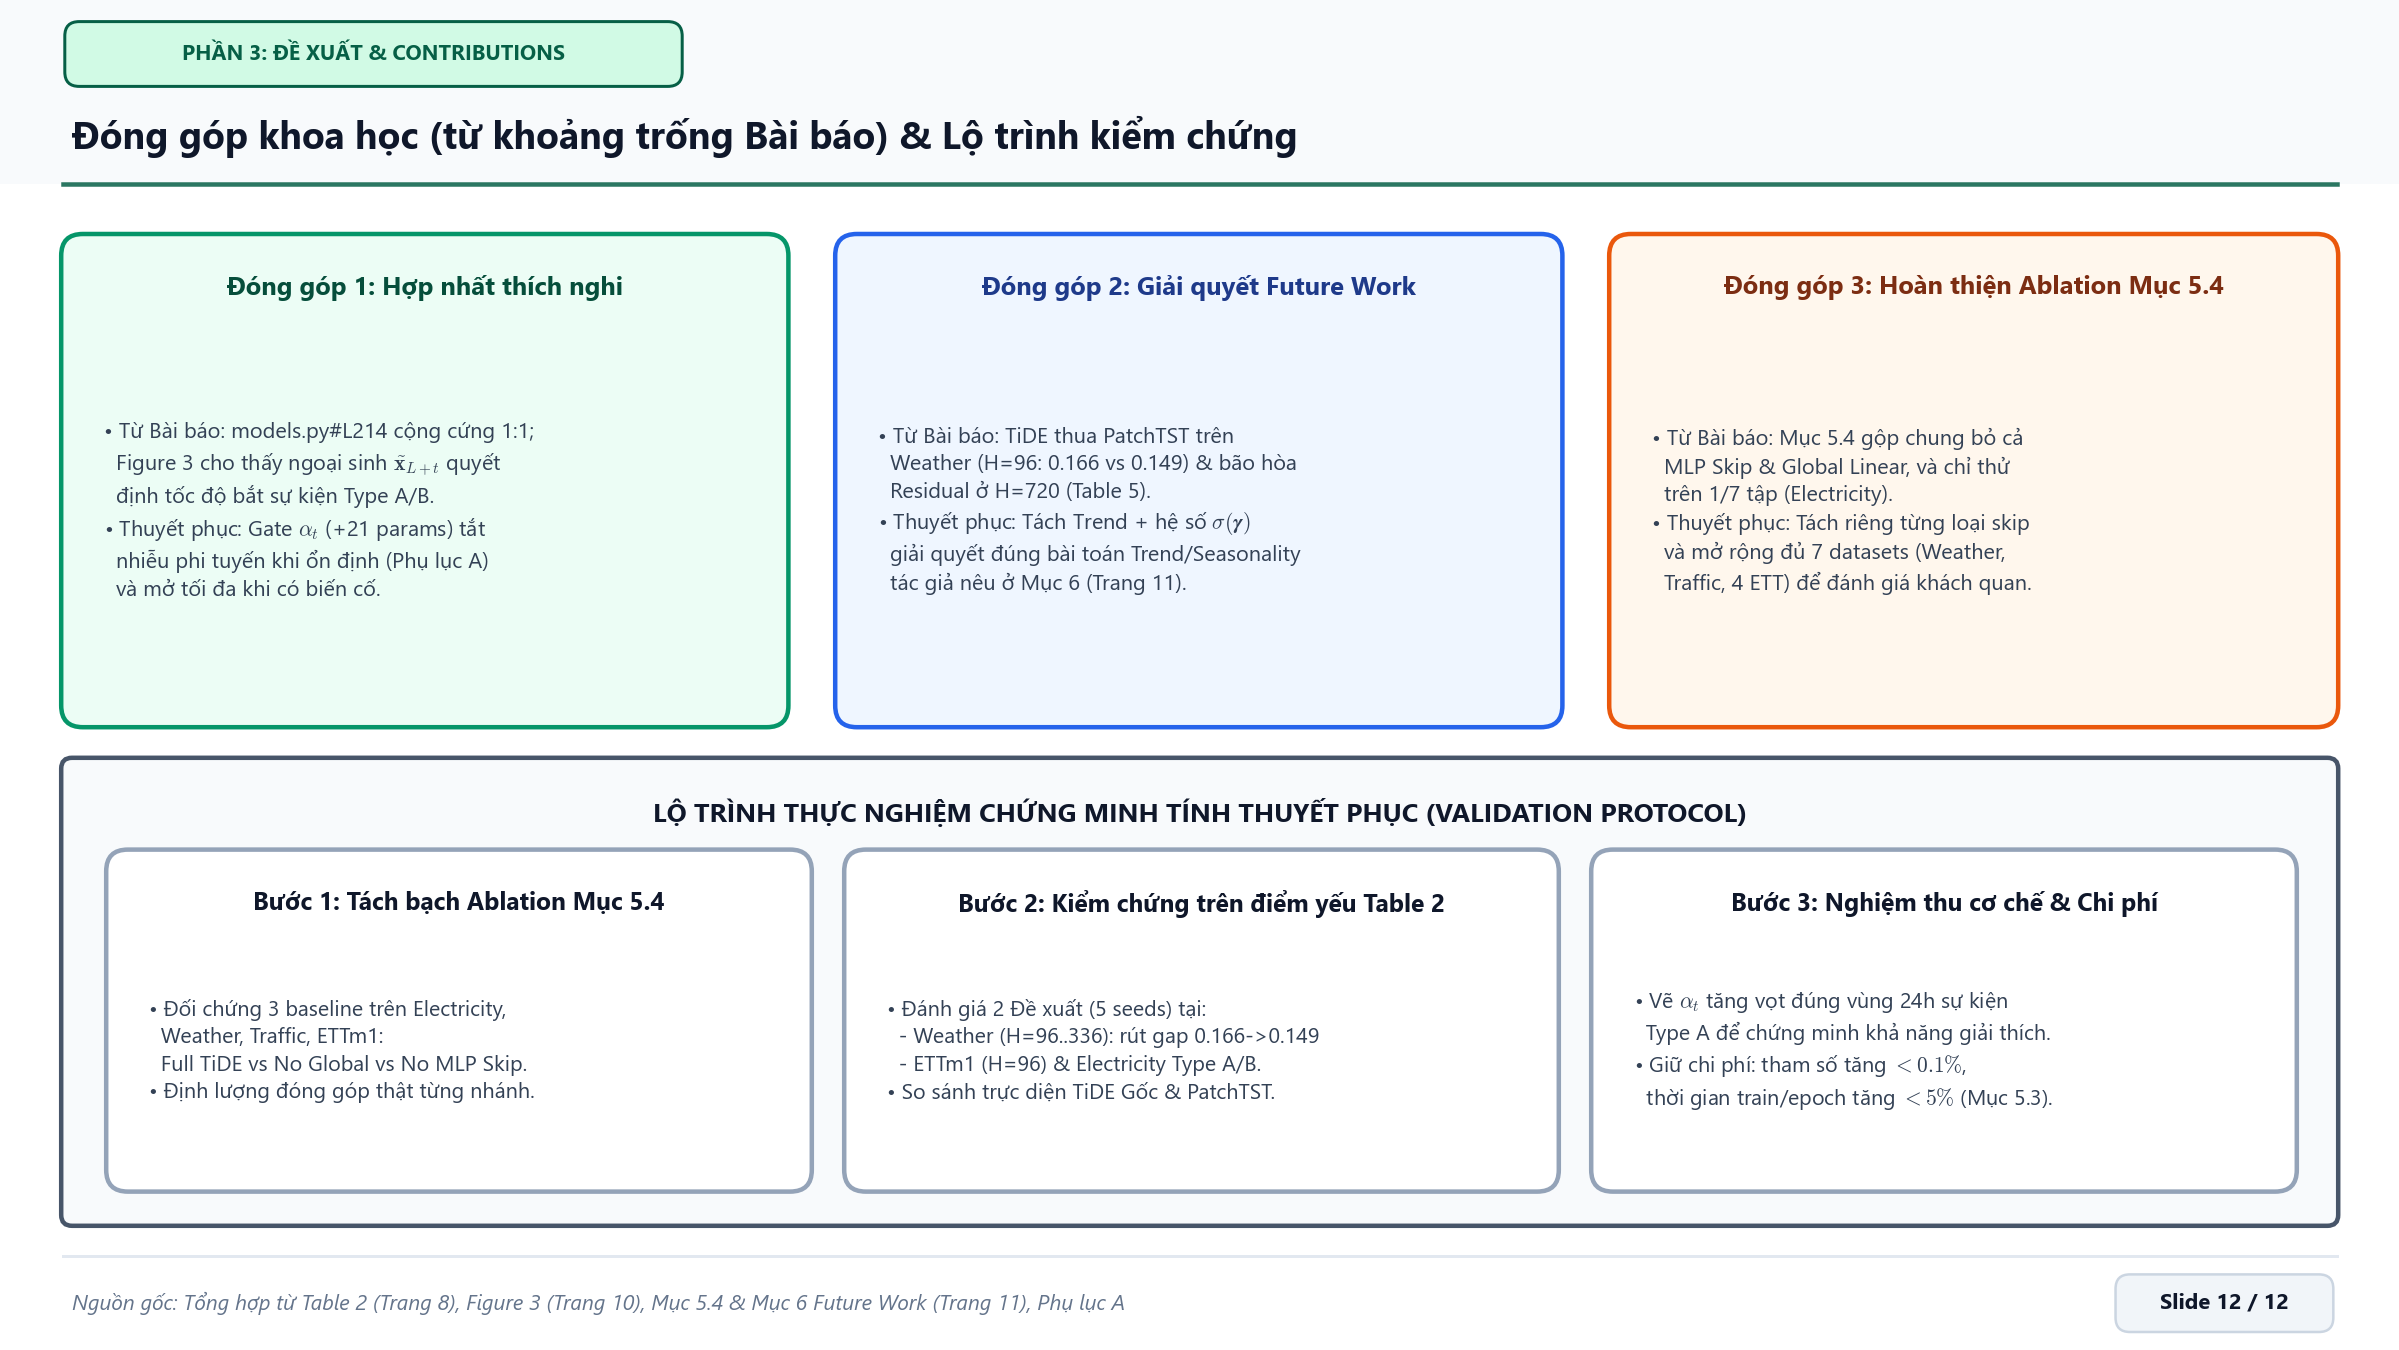 PHẦN 3: ĐỀ XUẤT & CONTRIBUTIONS
Đóng góp khoa học (từ khoảng trống Bài báo) & Lộ trình kiểm chứng
Đóng góp 1: Hợp nhất thích nghi
• Từ Bài báo: models.py#L214 cộng cứng 1:1;
Figure 3 cho thấy ngoại sinh x̃_{L+t} quyết
định tốc độ bắt sự kiện Type A/B.
• Thuyết phục: Gate α_t (+21 params) tắt
nhiễu phi tuyến khi ổn định (Phụ lục A)
và mở tối đa khi có biến cố.
Đóng góp 2: Giải quyết Future Work
• Từ Bài báo: TiDE thua PatchTST trên
Weather (H=96: 0.166 vs 0.149) & bão hòa
Residual ở H=720 (Table 5).
• Thuyết phục: Tách Trend + hệ số σ(γ)
giải quyết đúng bài toán Trend/Seasonality
tác giả nêu ở Mục 6 (Trang 11).
Đóng góp 3: Hoàn thiện Ablation Mục 5.4
• Từ Bài báo: Mục 5.4 gộp chung bỏ cả
MLP Skip & Global Linear, và chỉ thử
trên 1/7 tập (Electricity).
• Thuyết phục: Tách riêng từng loại skip
và mở rộng đủ 7 datasets (Weather,
Traffic, 4 ETT) để đánh giá khách quan.
LỘ TRÌNH THỰC NGHIỆM CHỨNG MINH TÍNH THUYẾT PHỤC (VALIDATION PROTOCOL)
Bước 1: Tách bạch Ablation Mục 5.4
• Đối chứng 3 baseline trên Electricity,
Weather, Traffic, ETTm1:
Full TiDE vs No Global vs No MLP Skip.
• Định lượng đóng góp thật từng nhánh.
Bước 2: Kiểm chứng trên điểm yếu Table 2
• Đánh giá 2 Đề xuất (5 seeds) tại:
- Weather (H=96..336): rút gap 0.166->0.149
- ETTm1 (H=96) & Electricity Type A/B.
• So sánh trực diện TiDE Gốc & PatchTST.
Bước 3: Nghiệm thu cơ chế & Chi phí
• Vẽ α_t tăng vọt đúng vùng 24h sự kiện
Type A để chứng minh khả năng giải thích.
• Giữ chi phí: tham số tăng < 0.1%,
thời gian train/epoch tăng < 5% (Mục 5.3).
Nguồn gốc: Tổng hợp từ Table 2 (Trang 8), Figure 3 (Trang 10), Mục 5.4 & Mục 6 Future Work (Trang 11), Phụ lục A
Slide 12 / 12